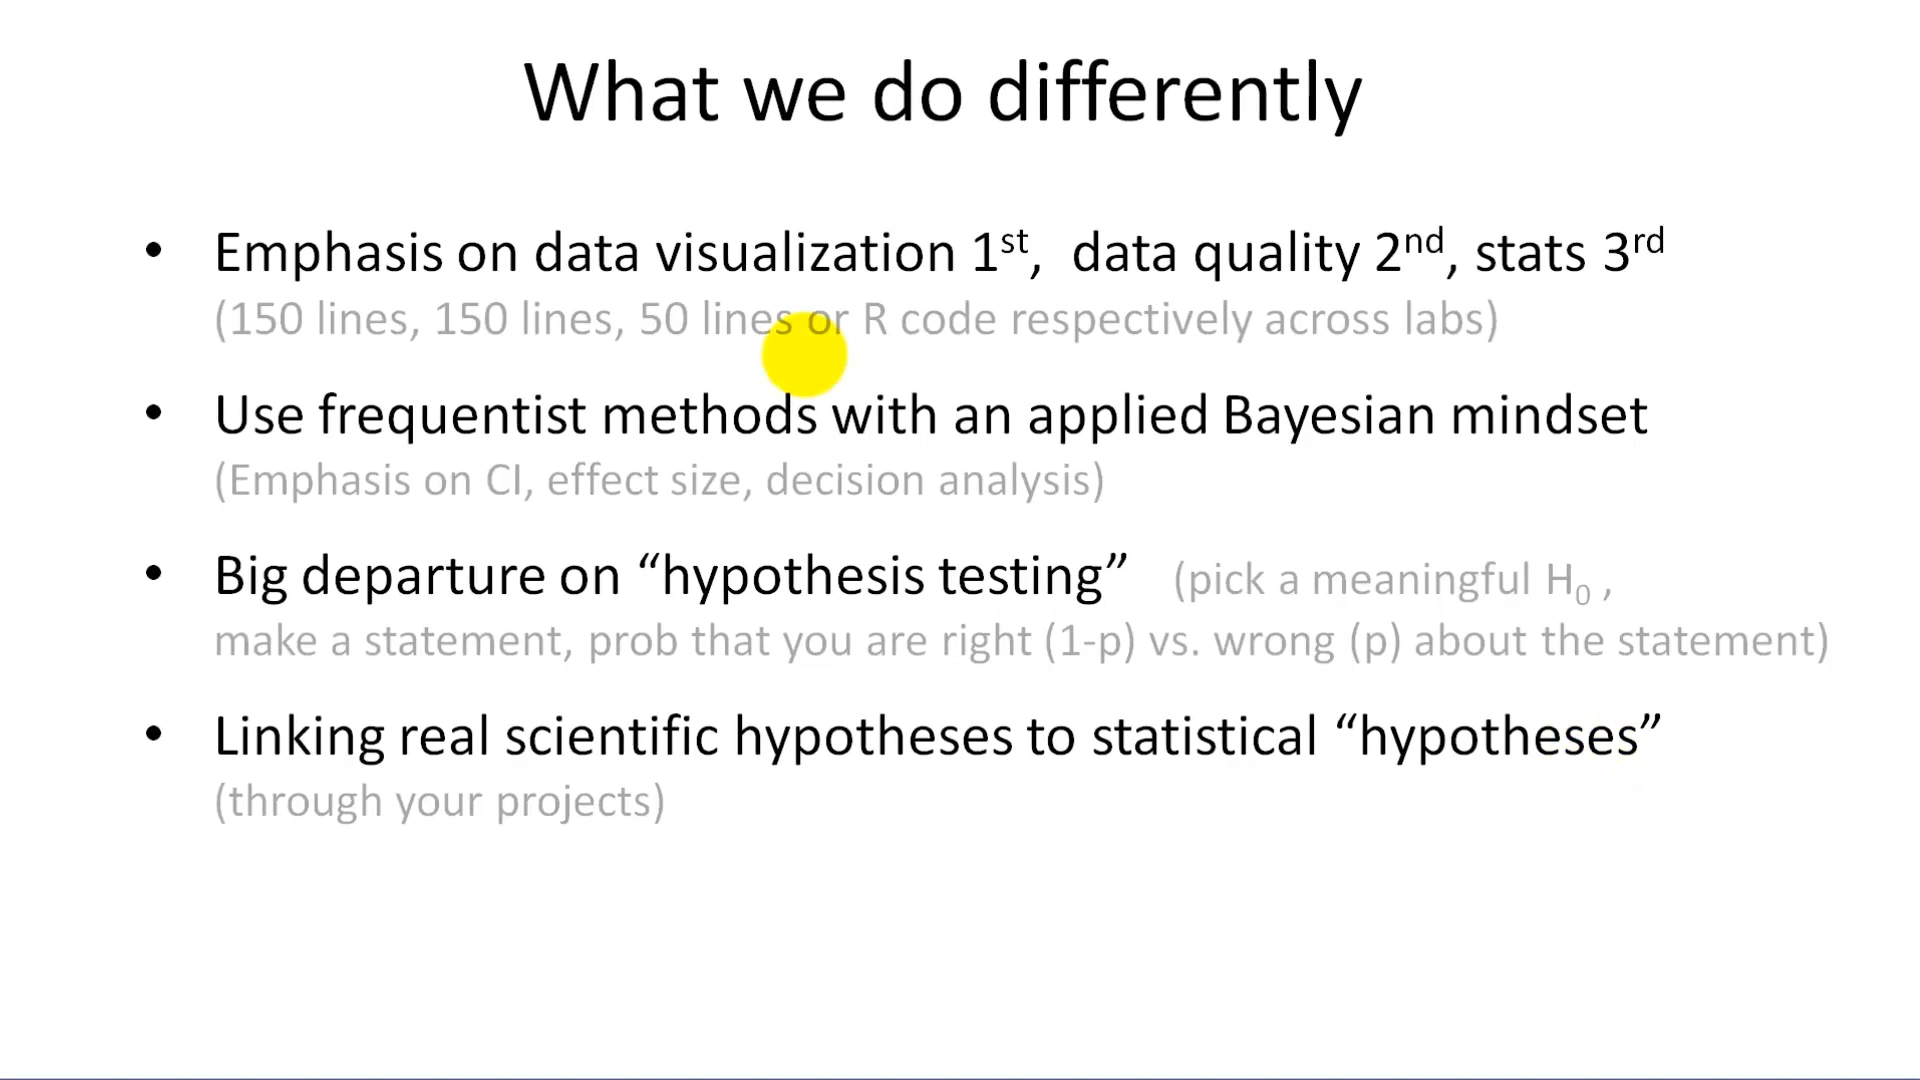 What we do differently
• Emphasis on data visualization 1st, data quality 2nd, stats 3rd
(150 lines, 150 lines, 50 lines or R code respectively across labs)
• Use frequentist methods with an applied Bayesian mindset
(Emphasis on CI, effect size, decision analysis)
• Big departure on “hypothesis testing” (pick a meaningful H₀ ,
make a statement, prob that you are right (1-p) vs. wrong (p) about the statement)
• Linking real scientific hypotheses to statistical “hypotheses”
(through your projects)